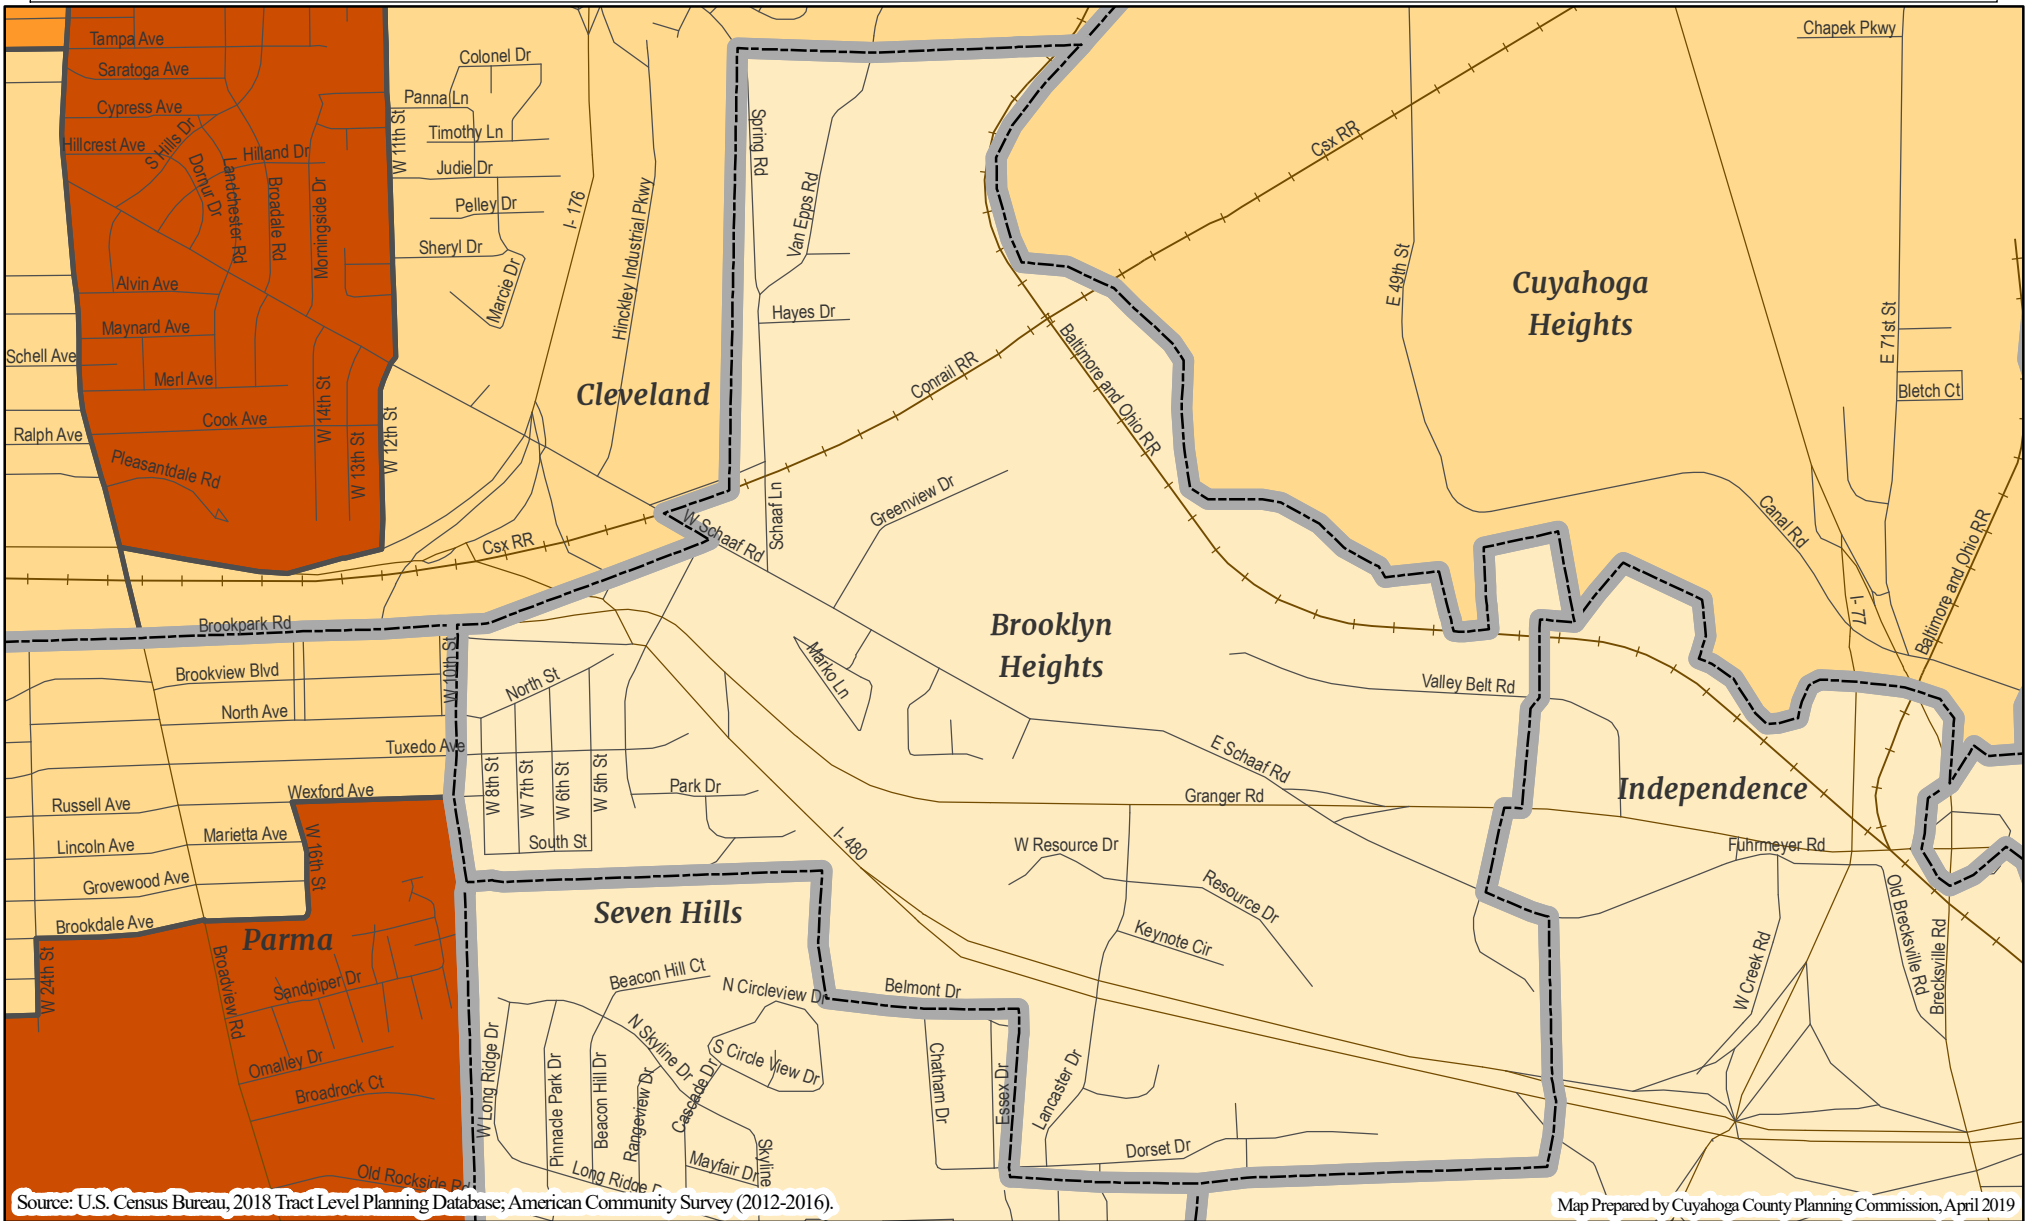 Tampa Ave
Colonel Dr
Chapek Pkwy
Saratoga Ave
Panna Ln
Cypress Ave
Timothy Ln
Hillcrest Ave
S Hills Dr
Hilland Dr
W 11th St
Judie Dr
Spring Rd
Csx RR
Dornur Dr
Landchester Rd
Broadale Rd
Morningside Dr
Pelley Dr
I- 176
Hinckley Industrial Pkwy
Van Epps Rd
Sheryl Dr
Marcie Dr
E 49th St
Cuyahoga
Heights
Alvin Ave
Hayes Dr
Maynard Ave
E 71st St
Schell Ave
Baltimore and Ohio RR
Merl Ave
Conrail RR
Cleveland
Bletch Ct
Cook Ave
W 14th St
W 13th St
W 12th St
Ralph Ave
Pleasantdale Rd
Greenview Dr
Schaaf Ln
W Schaaf Rd
Csx RR
Canal Rd
Baltimore and Ohio RR
I- 77
Brookpark Rd
Brooklyn
Heights
Brookview Blvd
W 10th St
North St
Marko Ln
Valley Belt Rd
North Ave
Tuxedo Ave
E Schaaf Rd
W 8th St
W 7th St
W 6th St
W 5th St
Park Dr
Granger Rd
Independence
Wexford Ave
Russell Ave
Marietta Ave
W 16th St
Lincoln Ave
South St
I- 480
W Resource Dr
Fuhrmeyer Rd
Grovewood Ave
Resource Dr
Old Brecksville Rd
Brecksville Rd
Brookdale Ave
Parma
Seven Hills
Keynote Cir
W Creek Rd
W 24th St
Broadview Rd
Sandpiper Dr
Beacon Hill Ct
N Circleview Dr
Belmont Dr
N Skyline Dr
S Circle View Dr
Omalley Dr
Broadrock Ct
W Long Ridge Dr
Pinnacle Park Dr
Beacon Hill Dr
Rangeview Dr
Cascade Dr
Chatham Dr
Essex Dr
Lancaster Dr
Dorset Dr
Mayfair Dr
Skyline
Long Ridge D
Old Rockside Rd
Source: U.S. Census Bureau, 2018 Tract Level Planning Database; American Community Survey (2012-2016).
Map Prepared by Cuyahoga County Planning Commission, April 2019